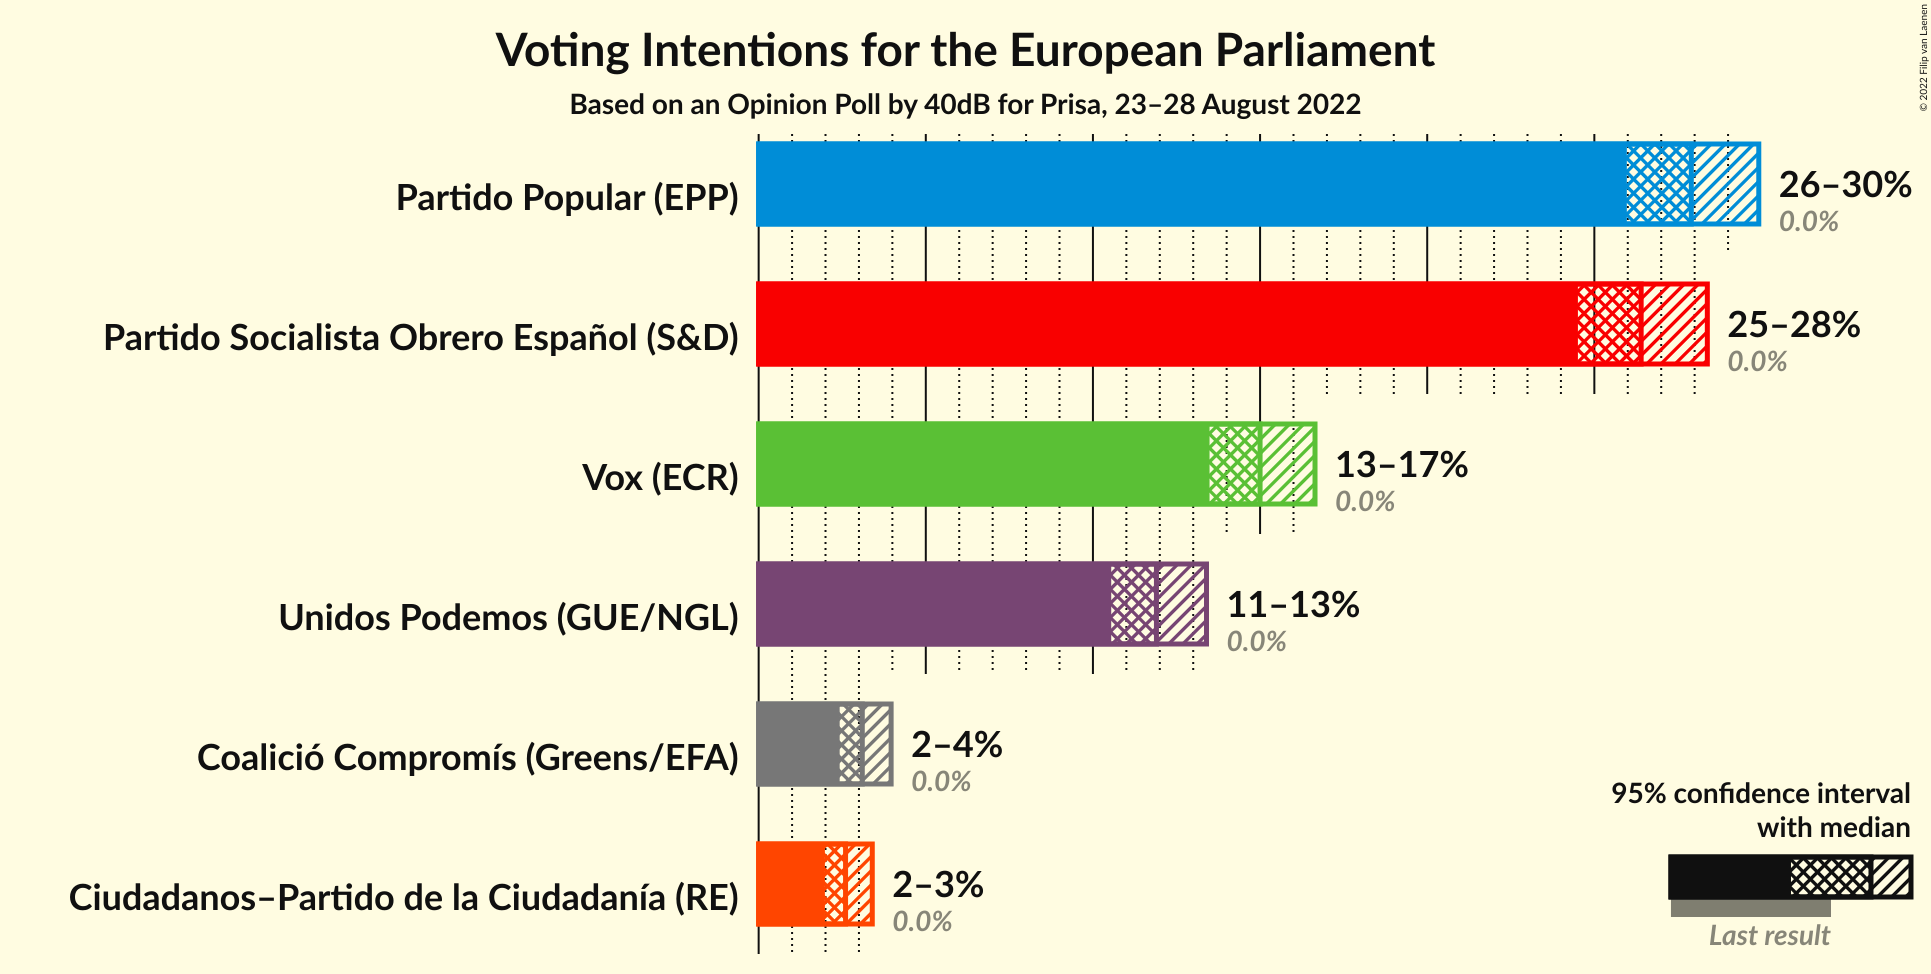 Voting Intentions for the European Parliament
Based on an Opinion Poll by 40dB for Prisa, 23–28 August 2022
© 2022 Filip van Laenen
Partido Popular (EPP)
26–30%
0.0%
Partido Socialista Obrero Español (S&D)
25–28%
0.0%
Vox (ECR)
13–17%
0.0%
Unidos Podemos (GUE/NGL)
11–13%
0.0%
Coalició Compromís (Greens/EFA)
2–4%
0.0%
Ciudadanos–Partido de la Ciudadanía (RE)
2–3%
0.0%
95% confidence interval
with median
Last result